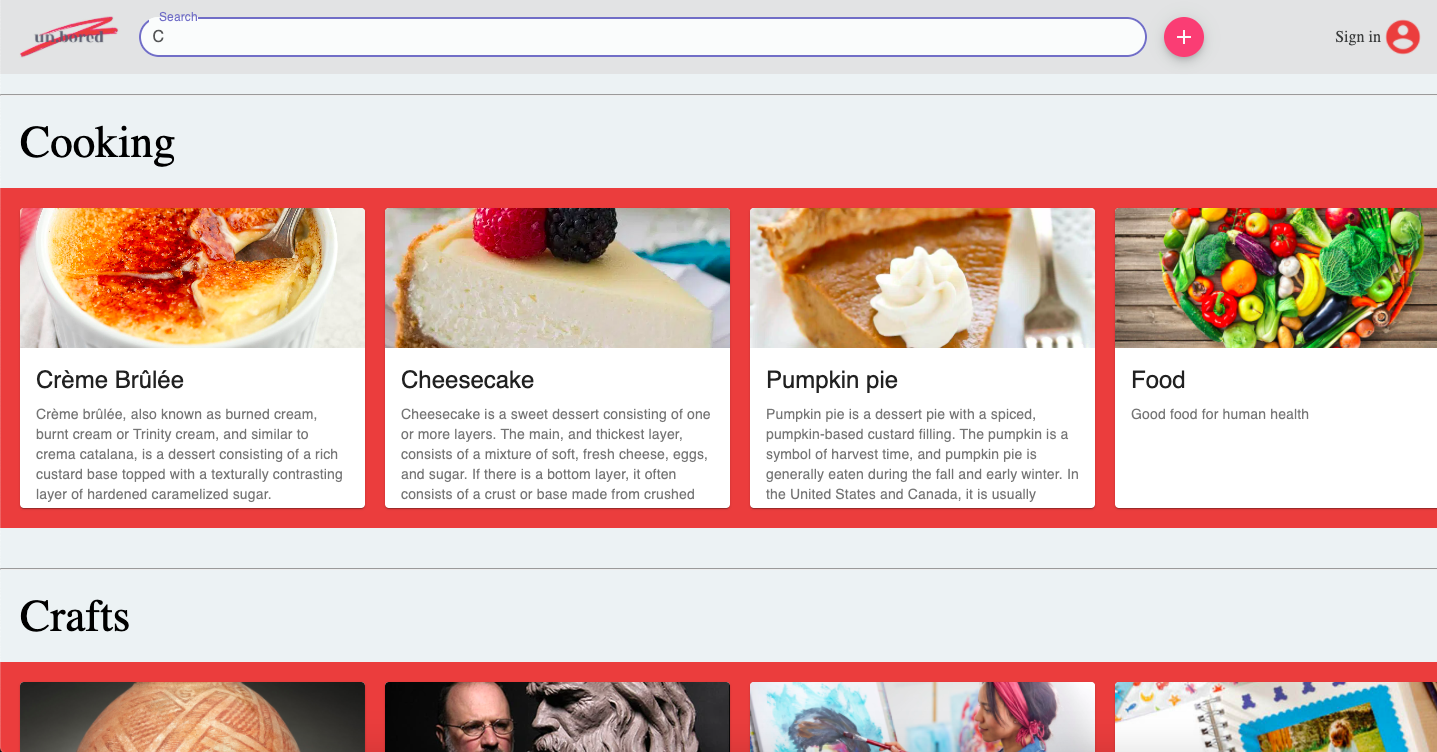 un.bored
Search
C
Sign in
Cooking
Crème Brûlée
Crème brûlée, also known as burned cream,
burnt cream or Trinity cream, and similar to
crema catalana, is a dessert consisting of a rich
custard base topped with a texturally contrasting
layer of hardened caramelized sugar.
Cheesecake
Cheesecake is a sweet dessert consisting of one
or more layers. The main, and thickest layer,
consists of a mixture of soft, fresh cheese, eggs,
and sugar. If there is a bottom layer, it often
consists of a crust or base made from crushed
Pumpkin pie
Pumpkin pie is a dessert pie with a spiced,
pumpkin-based custard filling. The pumpkin is a
symbol of harvest time, and pumpkin pie is
generally eaten during the fall and early winter. In
the United States and Canada, it is usually
Food
Good food for human health
Crafts